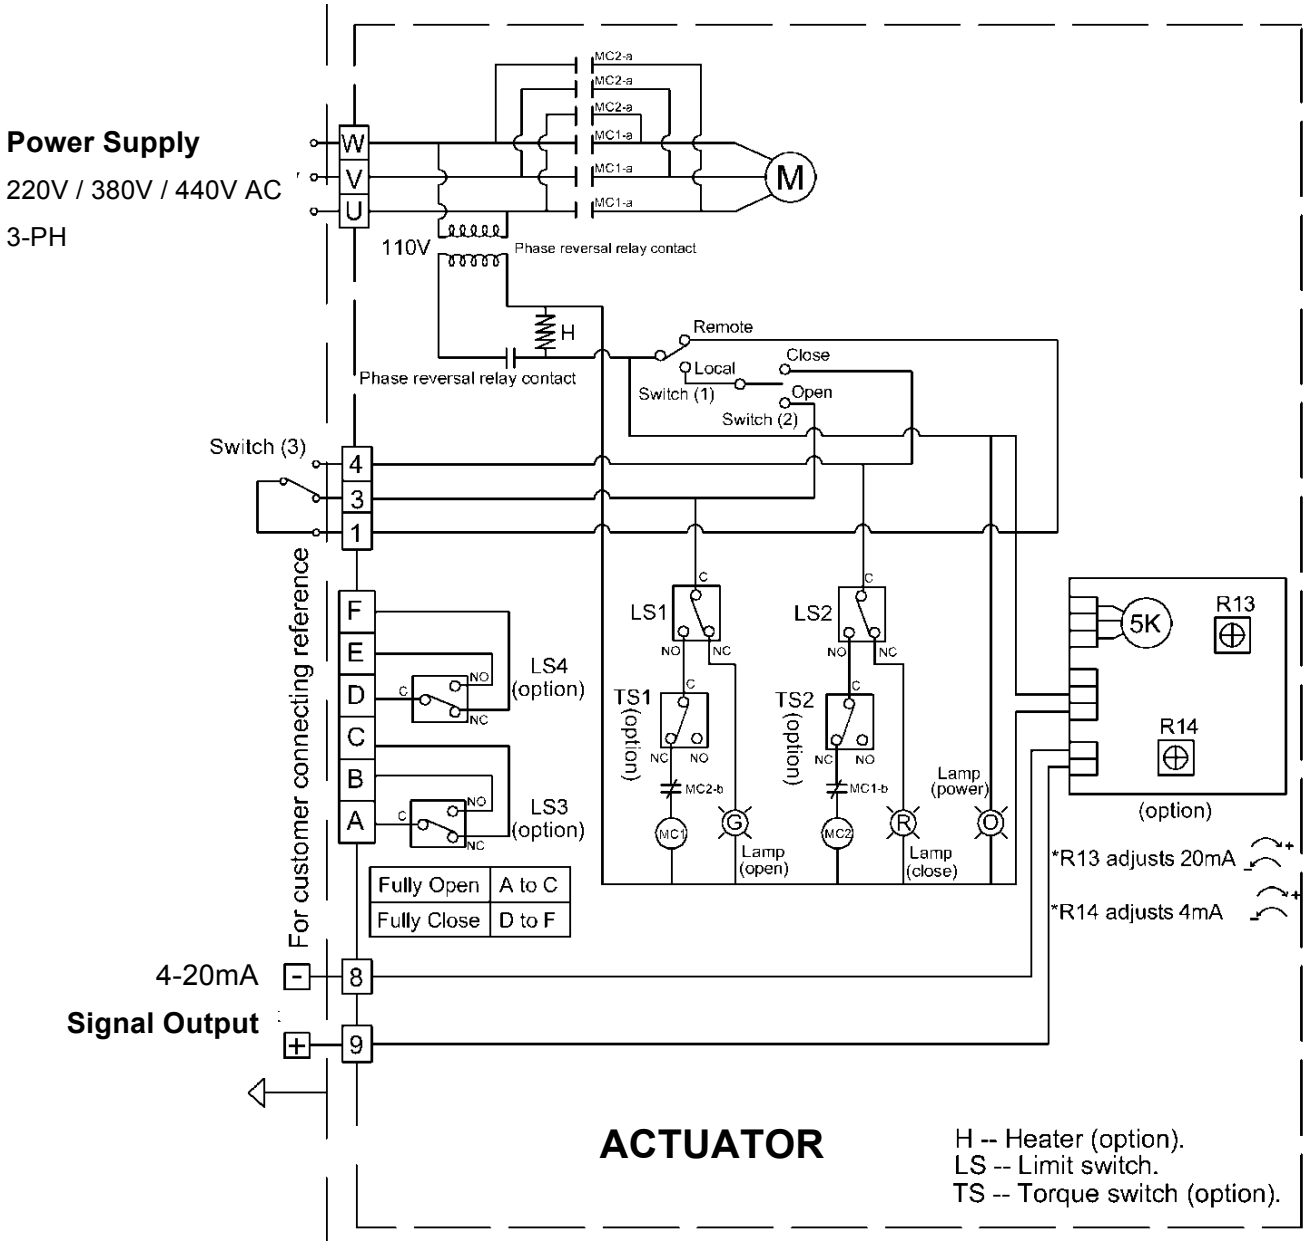 MC2-a
MC2-a
MC2-a
MC1-a
MC1-a
MC1-a
Power Supply
220V / 380V / 440V AC
3-PH
W
V
U
M
110V
Phase reversal relay contact
H
Phase reversal relay contact
Remote
Local
Switch (1)
Close
Open
Switch (2)
Switch (3)
4
3
1
For customer connecting reference
F
E
D
C
B
A
C
NO
NC
LS4
(option)
C
NO
NC
LS3
(option)
Fully Open A to C
Fully Close D to F
C
LS1
NO
NC
C
TS1
(option)
NC
NO
MC2-b
MC1
G
Lamp
(open)
C
LS2
NO
NC
C
TS2
(option)
NC
NO
MC1-b
MC2
R
Lamp
(close)
Lamp
(power)
O
5K
R13
R14
(option)
*R13 adjusts 20mA - +
*R14 adjusts 4mA - +
4-20mA - 8
Signal Output
+ 9
ACTUATOR
H -- Heater (option).
LS -- Limit switch.
TS -- Torque switch (option).